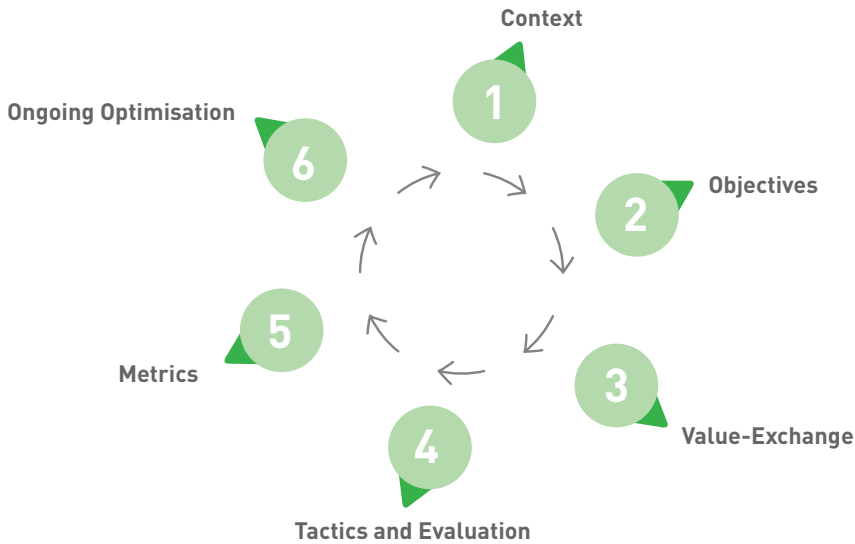 1
Context
2
Objectives
3
Value-Exchange
4
Tactics and Evaluation
5
Metrics
6
Ongoing Optimisation